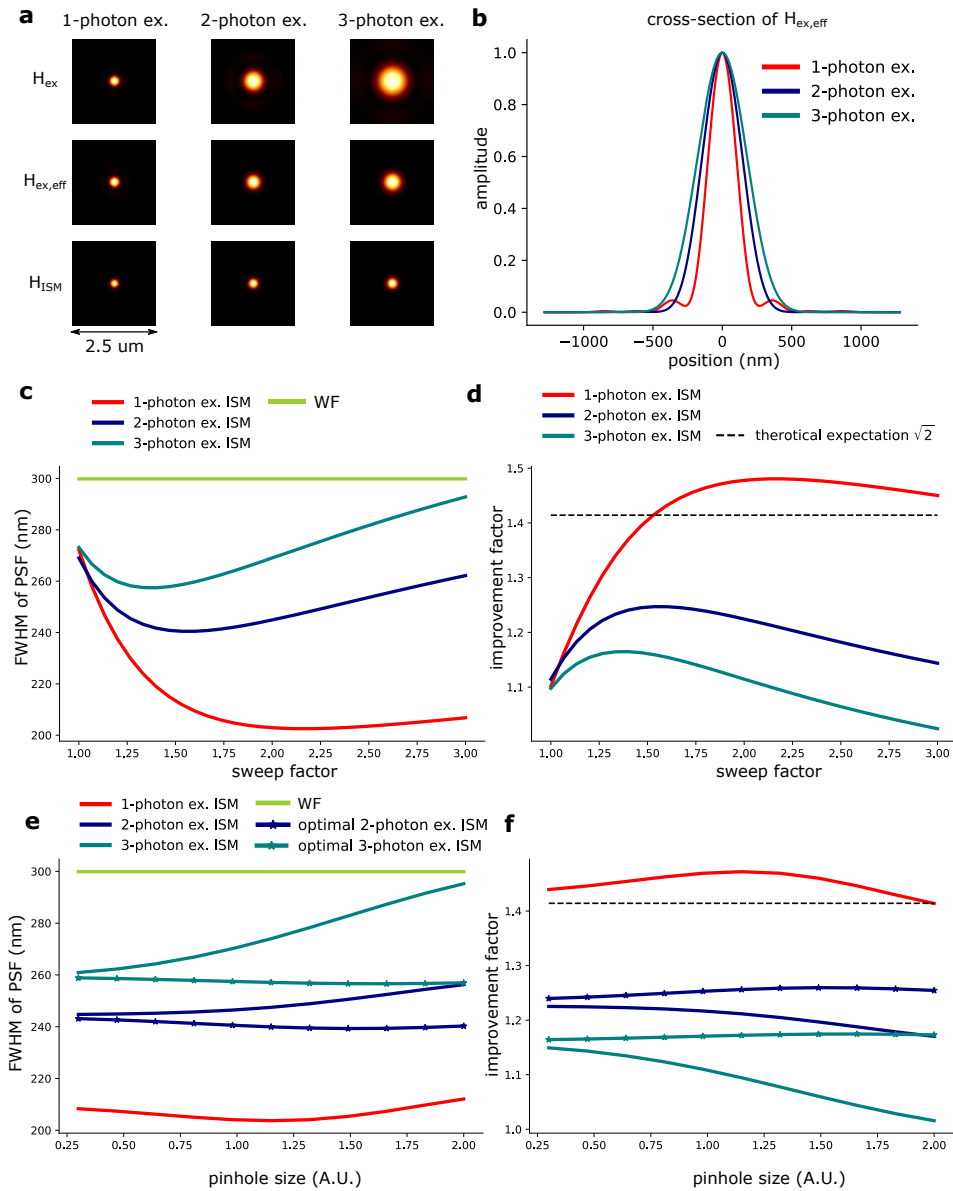 a
1-photon ex. 2-photon ex. 3-photon ex.
H_ex
H_ex,eff
H_ISM
2.5 um
b
cross-section of H_ex,eff
1-photon ex.
2-photon ex.
3-photon ex.
amplitude
1.0
0.8
0.6
0.4
0.2
0.0
−1000 −500 0 500 1000
position (nm)
c
1-photon ex. ISM
2-photon ex. ISM
3-photon ex. ISM
WF
FWHM of PSF (nm)
300
280
260
240
220
200
1.00 1.25 1.50 1.75 2.00 2.25 2.50 2.75 3.00
sweep factor
d
1-photon ex. ISM
2-photon ex. ISM
3-photon ex. ISM
therotical expectation √2
improvement factor
1.5
1.4
1.3
1.2
1.1
1.00 1.25 1.50 1.75 2.00 2.25 2.50 2.75 3.00
sweep factor
e
1-photon ex. ISM
2-photon ex. ISM
3-photon ex. ISM
WF
optimal 2-photon ex. ISM
optimal 3-photon ex. ISM
FWHM of PSF (nm)
300
280
260
240
220
200
0.25 0.50 0.75 1.00 1.25 1.50 1.75 2.00
pinhole size (A.U.)
f
improvement factor
1.4
1.3
1.2
1.1
1.0
0.25 0.50 0.75 1.00 1.25 1.50 1.75 2.00
pinhole size (A.U.)